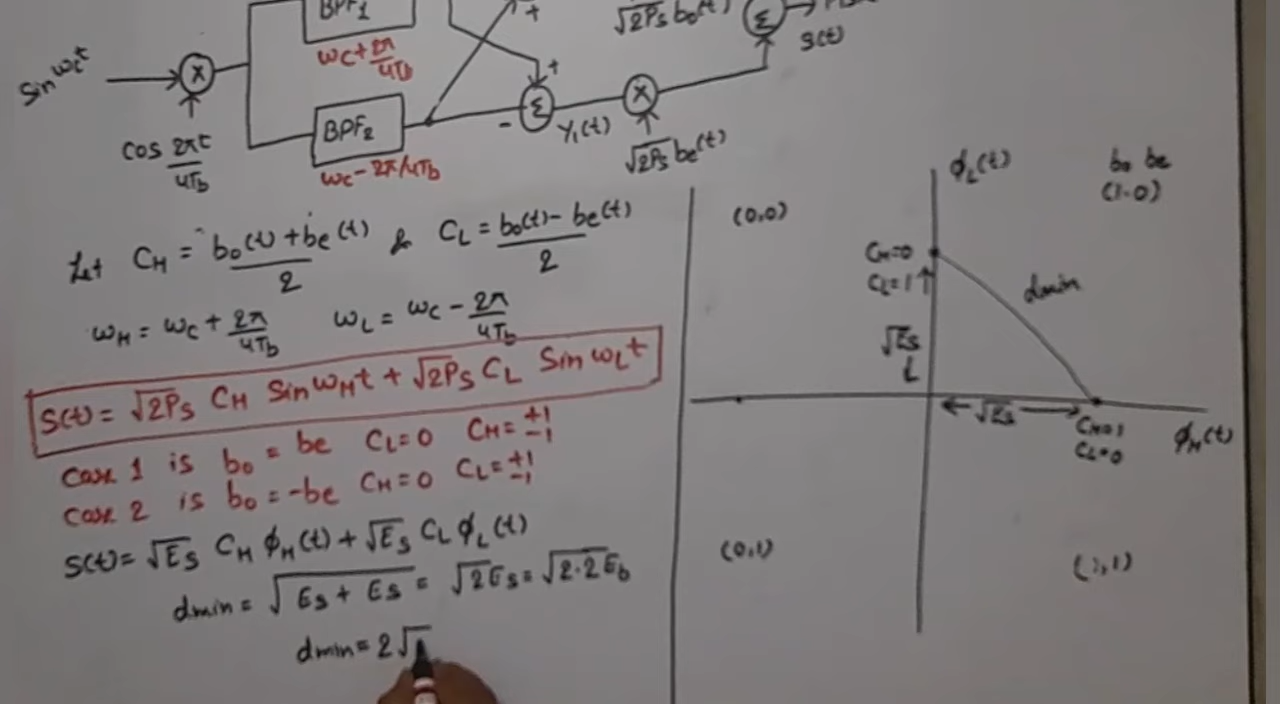 BPF₁
+
√2Ps bo(t)
Σ
S(t)
Sin ωct
X
ωc + 2π/4Tb
+
Σ
-
Y₁(t)
X
√2Ps be(t)
cos 2πt/4Tb
BPF₂
ωc - 2π/4Tb
Let CH = bo(t) + be(t)/2 & CL = bo(t) - be(t)/2
ωH = ωc + 2π/4Tb ωL = ωc - 2π/4Tb
S(t) = √2Ps CH Sin ωHt + √2Ps CL Sin ωLt
case 1 is bo = be CL=0 CH= +1 -1
case 2 is bo = -be CH=0 CL= +1 -1
S(t) = √Es CH ϕH(t) + √Es CL ϕL(t)
dmin = √Es + Es = √2Es = √2·2Eb
dmin = 2√
ϕL(t)
bo be
(1-0)
(0,0)
CH=0
CL=1
dmin
√Es
√Es
CH=1
CL=0
ϕH(t)
(0,1)
(1,1)